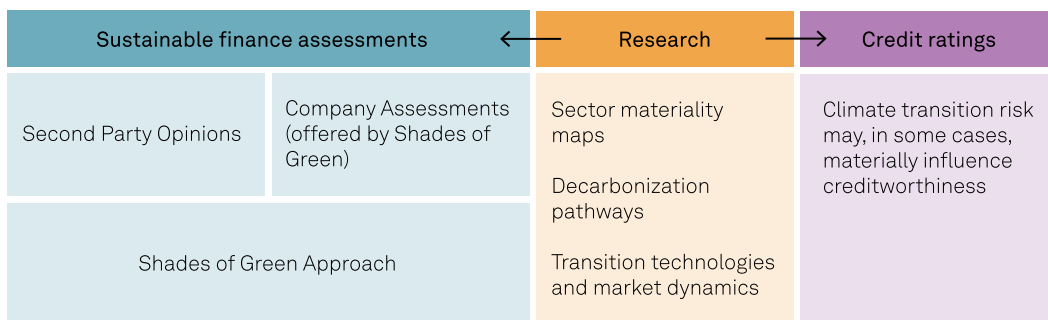 Sustainable finance assessments
Research
Credit ratings
Second Party Opinions
Company Assessments
(offered by Shades of
Green)
Shades of Green Approach
Sector materiality
maps
Decarbonization
pathways
Transition technologies
and market dynamics
Climate transition risk
may, in some cases,
materially influence
creditworthiness